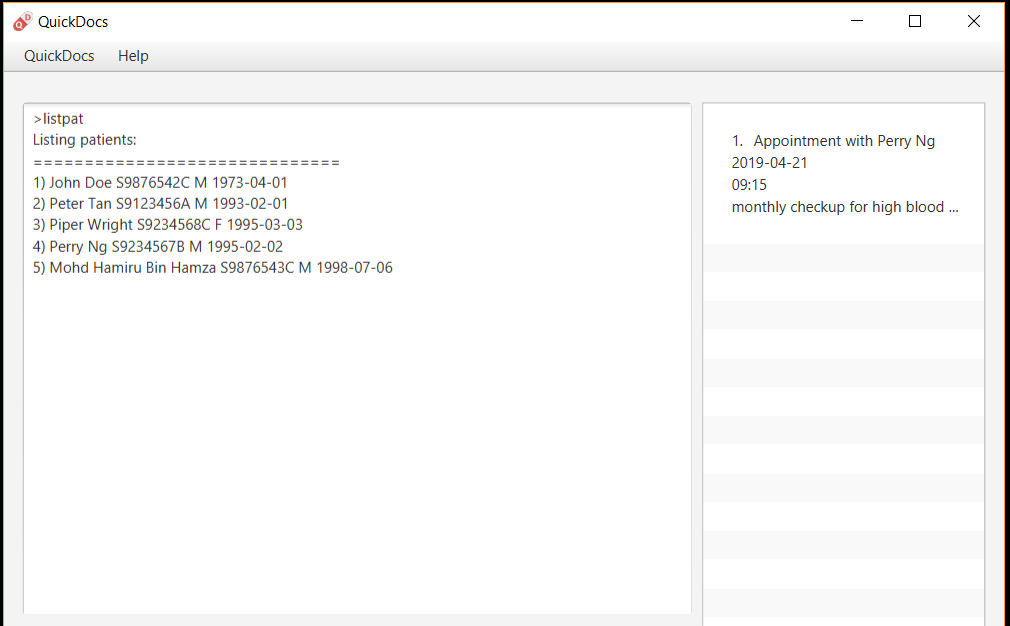 QuickDocs
QuickDocs Help
>listpat
Listing patients:
==============================
1) John Doe S9876542C M 1973-04-01
2) Peter Tan S9123456A M 1993-02-01
3) Piper Wright S9234568C F 1995-03-03
4) Perry Ng S9234567B M 1995-02-02
5) Mohd Hamiru Bin Hamza S9876543C M 1998-07-06
1. Appointment with Perry Ng
2019-04-21
09:15
monthly checkup for high blood ...